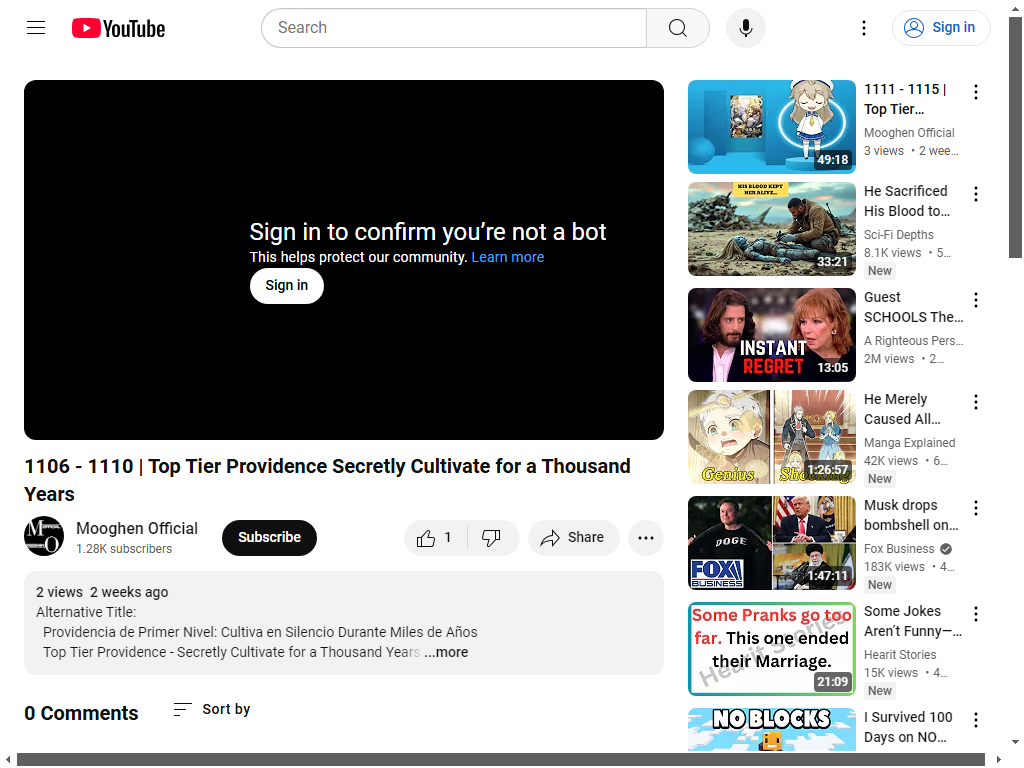 YouTube
Search
Sign in
Sign in to confirm you’re not a bot
This helps protect our community. Learn more
Sign in
1106 - 1110 | Top Tier Providence Secretly Cultivate for a Thousand
Years
Mooghen Official
1.28K subscribers
Subscribe
1
Share
2 views 2 weeks ago
Alternative Title:
Providencia de Primer Nivel: Cultiva en Silencio Durante Miles de Años
Top Tier Providence - Secretly Cultivate for a Thousand Years ...more
0 Comments
Sort by
49:18
1111 - 1115 |
Top Tier…
Mooghen Official
3 views • 2 wee…
HIS BLOOD KEPT
HER ALIVE...
33:21
He Sacrificed
His Blood to…
Sci-Fi Depths
8.1K views • 5…
New
INSTANT
REGRET
13:05
Guest
SCHOOLS The…
A Righteous Pers…
2M views • 2…
Genius
1:26:57
He Merely
Caused All…
Manga Explained
42K views • 6…
New
DOGE
FOX
BUSINESS
1:47:11
Musk drops
bombshell on…
Fox Business
183K views • 4…
New
Some Pranks go too
far. This one ended
their Marriage.
Hearit Stories
21:09
Some Jokes
Aren’t Funny—…
Hearit Stories
15K views • 4…
New
NO BLOCKS
I Survived 100
Days on NO…